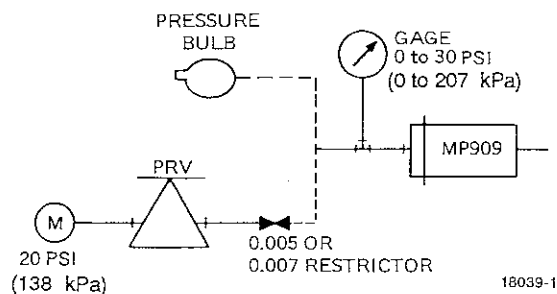 PRESSURE
BULB
GAGE
0 to 30 PSI
(0 to 207 kPa)
MP909
PRV
M
20 PSI
(138 kPa)
0.005 OR
0.007 RESTRICTOR
18039-1